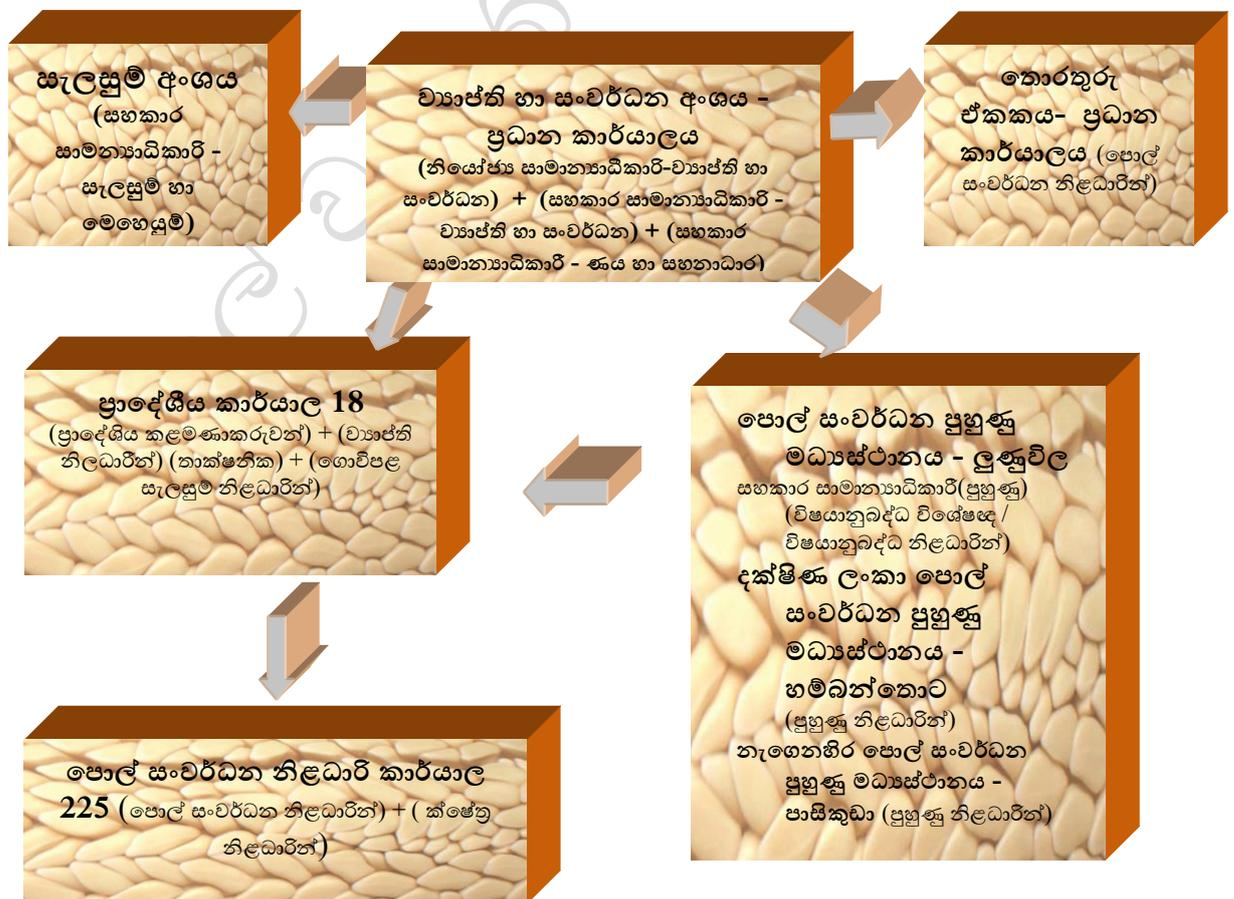 සැලසුම් අංශය
(සහකාර
සාමන්‍යාධිකාරි -
සැලසුම් හා
මෙහෙයුම්)
ව්‍යාප්ති හා සංවර්ධන අංශය -
ප්‍රධාන කාර්යාලය
(නියෝජ්‍ය සාමාන්‍යාධීකාරි-ව්‍යාප්ති හා
සංවර්ධන) + (සහකාර සාමාන්‍යාධිකාරි -
ව්‍යාප්ති හා සංවර්ධන) + (සහකාර
සාමාන්‍යාධිකාරී - ණය හා සහනාධාර)
තොරතුරු
ඒකකය- ප්‍රධාන
කාර්යාලය (පොල්
සංවර්ධන නිළධාරින්)
ප්‍රාදේශීය කාර්යාල 18
(ප්‍රාදේශිය කළමණාකරුවන්) + (ව්‍යාප්ති
නිලධාරීන්) (තාක්ෂනික) + (ගොවිපළ
සැලසුම් නිළධාරින්)
පොල් සංවර්ධන පුහුණු
මධ්‍යස්ථානය - ලුණුවිල
සහකාර සාමාන්‍යාධිකාරී(පුහුණු)
(විෂයානුබද්ධ විශේෂඥ /
විෂයානුබද්ධ නිළධාරින්)
දක්ෂිණ ලංකා පොල්
සංවර්ධන පුහුණු
මධ්‍යස්ථානය -
හම්බන්තොට
(පුහුණු නිළධාරින්)
නැගෙනහිර පොල් සංවර්ධන
පුහුණු මධ්‍යස්ථානය -
පාසිකුඩා (පුහුණු නිළධාරින්)
පොල් සංවර්ධන නිළධාරි කාර්යාල
225 (පොල් සංවර්ධන නිළධාරින්) + ( ක්ෂේත්‍ර
නිළධාරින්)